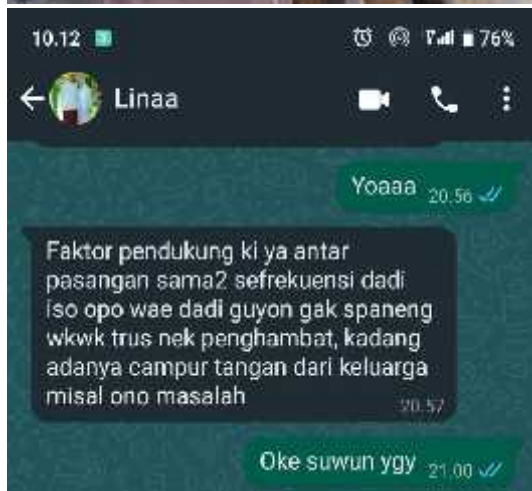 10.12
76%
Linaa
Yoaaa 20.56
Faktor pendukung ki ya antar
pasangan sama2 sefrekuensi dadi
iso opo wae dadi guyon gak spaneng
wkwk trus nek penghambat, kadang
adanya campur tangan dari keluarga
misal ono masalah
20.57
Oke suwun ygy 21.00